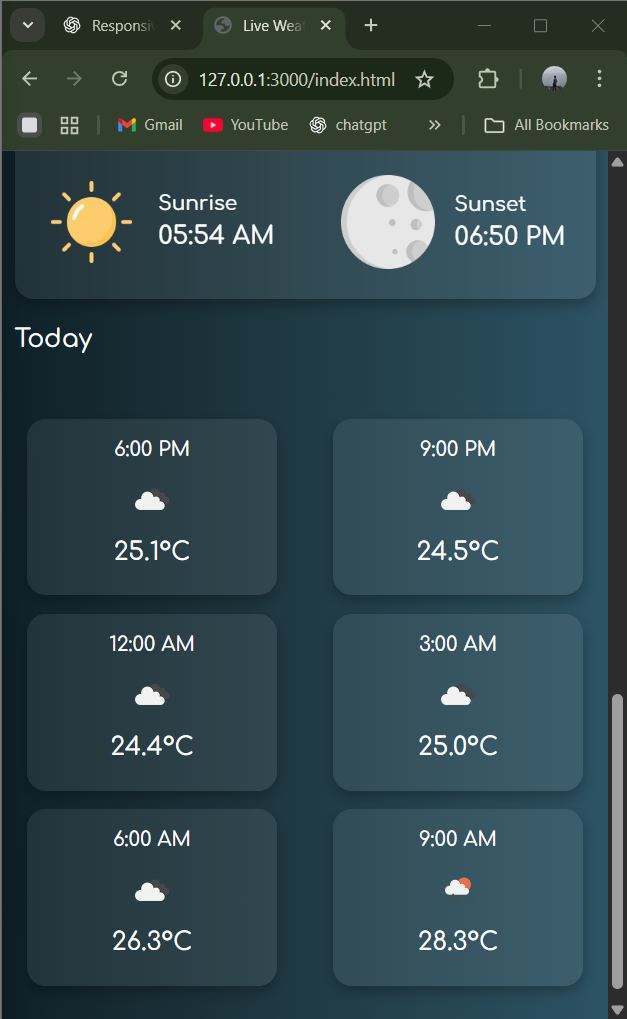 Responsiv
Live Weat
127.0.0.1:3000/index.html
Gmail
YouTube
chatgpt
All Bookmarks
Sunrise
05:54 AM
Sunset
06:50 PM
Today
6:00 PM
25.1°C
9:00 PM
24.5°C
12:00 AM
24.4°C
3:00 AM
25.0°C
6:00 AM
26.3°C
9:00 AM
28.3°C